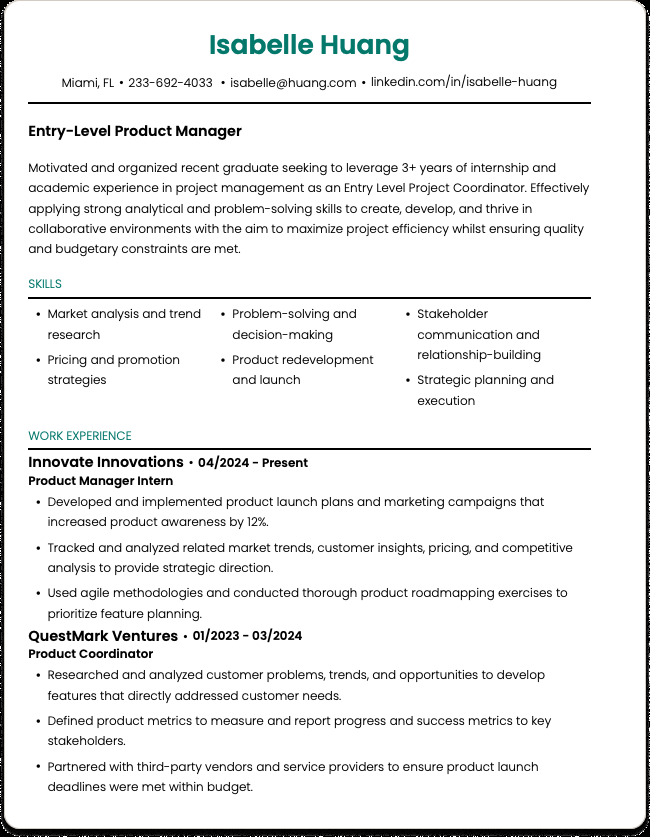 Isabelle Huang
Miami, FL • 233-692-4033 • isabelle@huang.com • linkedin.com/in/isabelle-huang
Entry-Level Product Manager
Motivated and organized recent graduate seeking to leverage 3+ years of internship and
academic experience in project management as an Entry Level Project Coordinator. Effectively
applying strong analytical and problem-solving skills to create, develop, and thrive in
collaborative environments with the aim to maximize project efficiency whilst ensuring quality
and budgetary constraints are met.
SKILLS
• Market analysis and trend
research
• Pricing and promotion
strategies
• Problem-solving and
decision-making
• Product redevelopment
and launch
• Stakeholder
communication and
relationship-building
• Strategic planning and
execution
WORK EXPERIENCE
Innovate Innovations • 04/2024 - Present
Product Manager Intern
• Developed and implemented product launch plans and marketing campaigns that
increased product awareness by 12%.
• Tracked and analyzed related market trends, customer insights, pricing, and competitive
analysis to provide strategic direction.
• Used agile methodologies and conducted thorough product roadmapping exercises to
prioritize feature planning.
QuestMark Ventures • 01/2023 - 03/2024
Product Coordinator
• Researched and analyzed customer problems, trends, and opportunities to develop
features that directly addressed customer needs.
• Defined product metrics to measure and report progress and success metrics to key
stakeholders.
• Partnered with third-party vendors and service providers to ensure product launch
deadlines were met within budget.